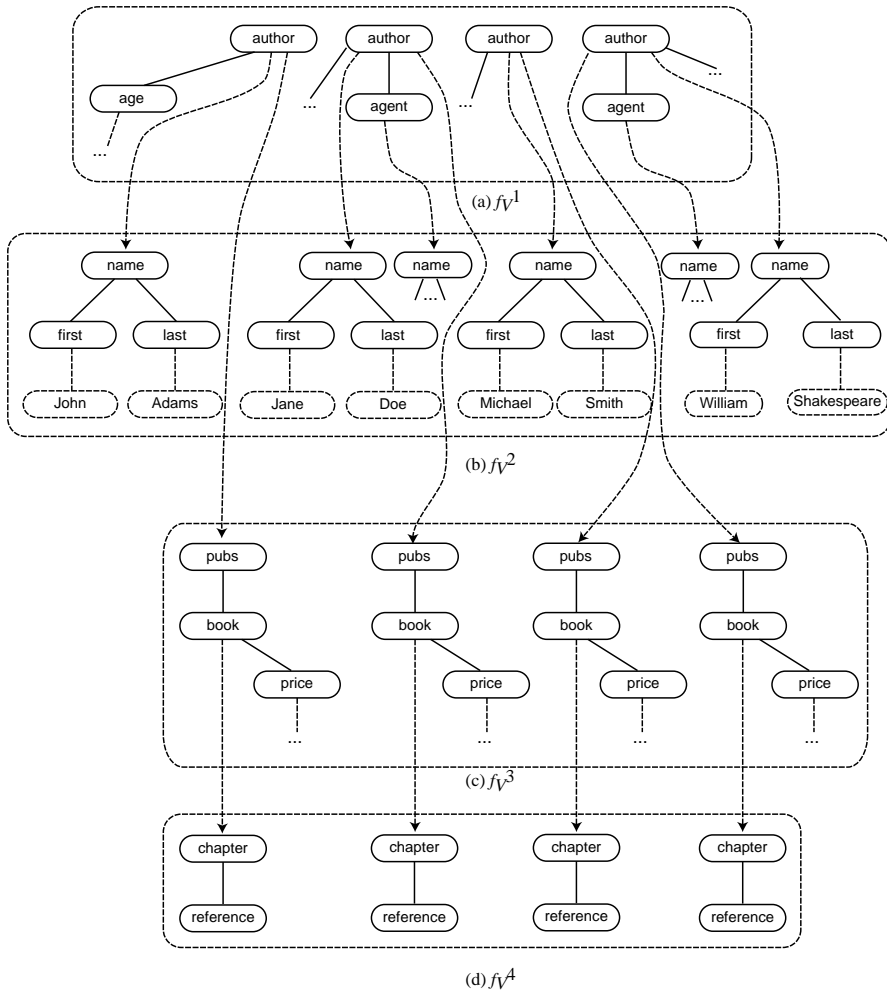 author author author author
age ... agent ... agent ...
...
(a) fV1
name name name name name name
... ...
first last first last first last first last
John Adams Jane Doe Michael Smith William Shakespeare
(b) fV2
pubs pubs pubs pubs
book book book book
price price price price
... ... ... ...
(c) fV3
chapter chapter chapter chapter
reference reference reference reference
(d) fV4